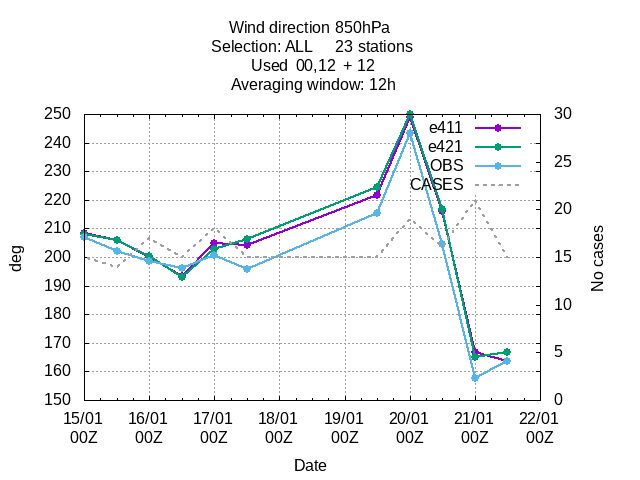 Wind direction 850hPa
Selection: ALL 23 stations
Used 00,12 + 12
Averaging window: 12h
250 30
e411
e421
240
25
230
OBS
220
CASES
20
210
200 15
deg
No cases
190
10
180
170
5
160
150 0
15/01 16/01 17/01 18/01 19/01 20/01 21/01 22/01
00Z 00Z 00Z 00Z 00Z 00Z 00Z 00Z
Date